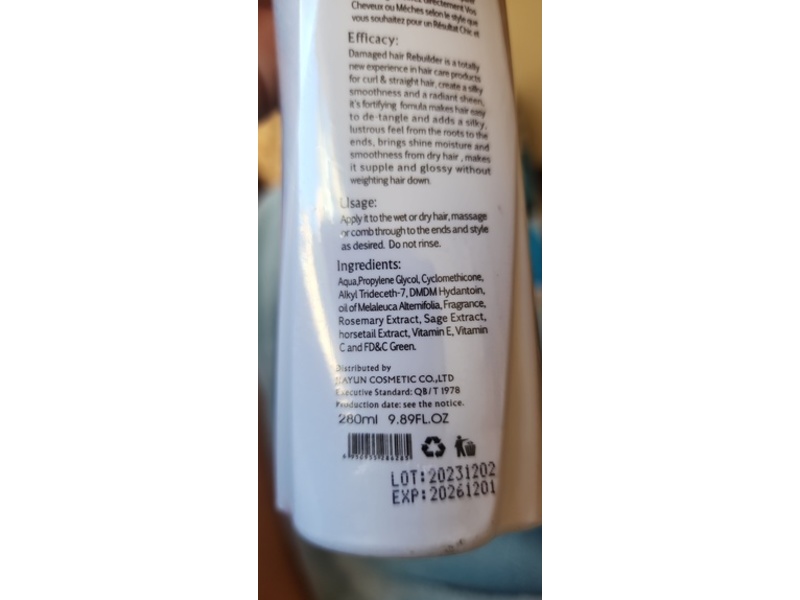 directement Vos
Cheveux ou Mèches selon le style que
vous souhaitez pour un Résultat Chic et
Efficacy:
Damaged hair Rebuilder is a totally
new experience in hair care products
for curl & straight hair, create a silky
smoothness and a radiant sheen,
it's fortifying formula makes hair easy
to de-tangle and adds a silky,
lustrous feel from the roots to the
ends, brings shine moisture and
smoothness from dry hair , makes
it supple and glossy without
weighting hair down.
Usage:
Apply it to the wet or dry hair, massage
or comb through to the ends and style
as desired. Do not rinse.
Ingredients:
Aqua,Propylene Glycol, Cyclomethicone,
Alkyl Trideceth-7, DMDM Hydantoin,
oil of Melaleuca Alternifolia, Fragrance,
Rosemary Extract, Sage Extract,
horsetail Extract, Vitamin E, Vitamin
C and FD&C Green.
Distributed by
JIAYUN COSMETIC CO.,LTD
Executive Standard: QB/T 1978
Production date: see the notice.
280ml 9.89FL.OZ
LOT:20231202
EXP:20261201